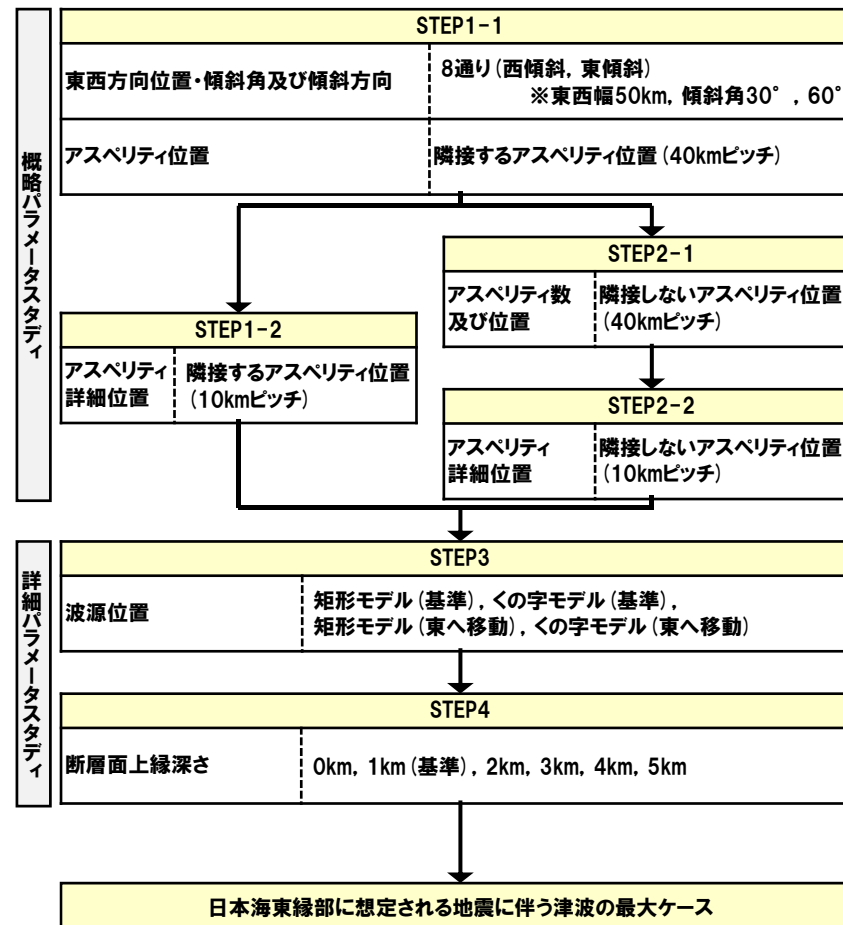 概略パラメータスタディ
STEP1-1
東西方向位置・傾斜角及び傾斜方向
8通り(西傾斜, 東傾斜)
※東西幅50km, 傾斜角30°, 60°
アスペリティ位置
隣接するアスペリティ位置(40kmピッチ)
STEP2-1
アスペリティ数
及び位置
隣接しないアスペリティ位置
(40kmピッチ)
STEP1-2
アスペリティ
詳細位置
隣接するアスペリティ位置
(10kmピッチ)
STEP2-2
アスペリティ
詳細位置
隣接しないアスペリティ位置
(10kmピッチ)
詳細パラメータスタディ
STEP3
波源位置
矩形モデル(基準), くの字モデル(基準),
矩形モデル(東へ移動), くの字モデル(東へ移動)
STEP4
断層面上縁深さ
0km, 1km(基準), 2km, 3km, 4km, 5km
日本海東縁部に想定される地震に伴う津波の最大ケース